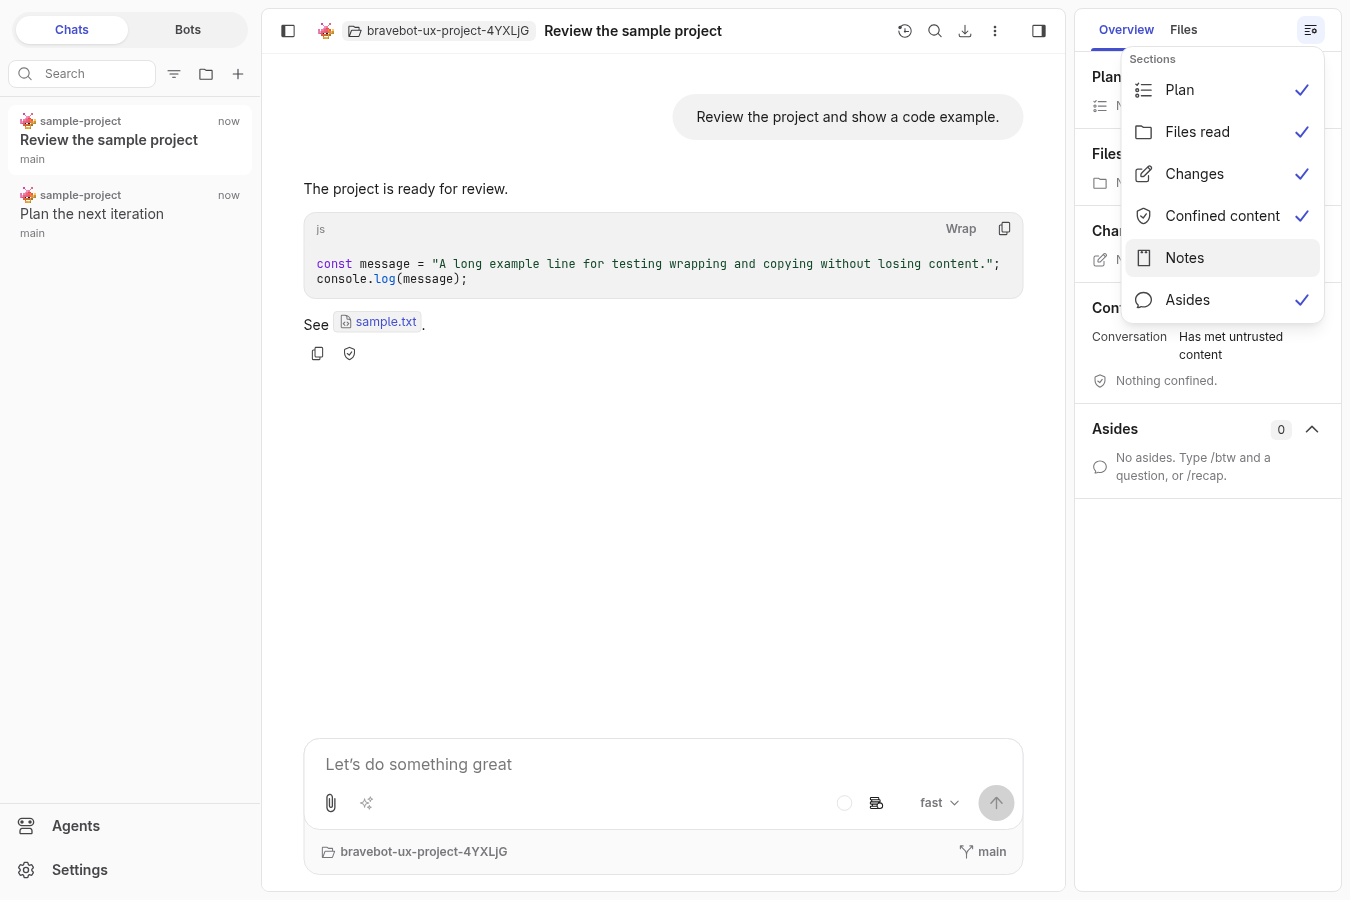 Chats
Bots
Search
sample-project
now
Review the sample project
main
sample-project
now
Plan the next iteration
main
Agents
Settings
bravebot-ux-project-4YXLjG
Review the sample project
Review the project and show a code example.
The project is ready for review.
js
Wrap
const message = "A long example line for testing wrapping and copying without losing content.";
console.log(message);
See sample.txt.
Let's do something great
fast
bravebot-ux-project-4YXLjG
main
Overview
Files
Sections
Plan
Files read
Changes
Confined content
Notes
Asides
Plan
Files
Conversation
Has met untrusted
content
Nothing confined.
Asides
0
No asides. Type /btw and a
question, or /recap.